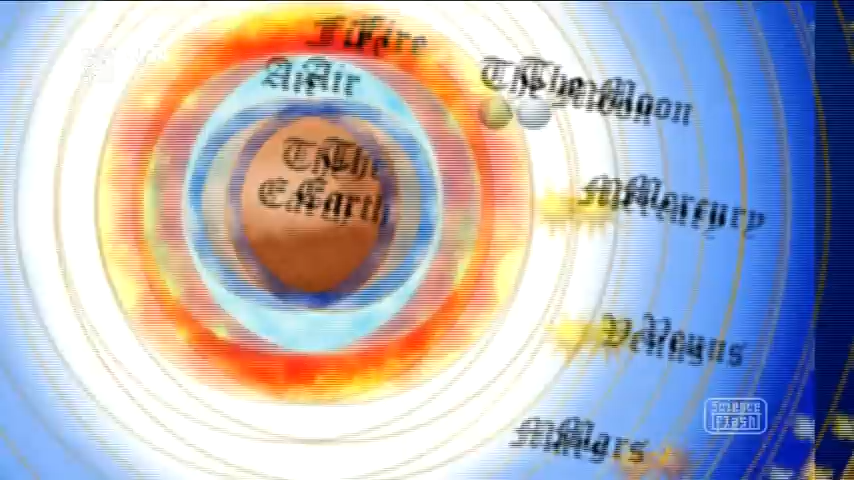 Fire
Air
The Moon
The
Earth
Mercury
Venus
Mars
Science
flash